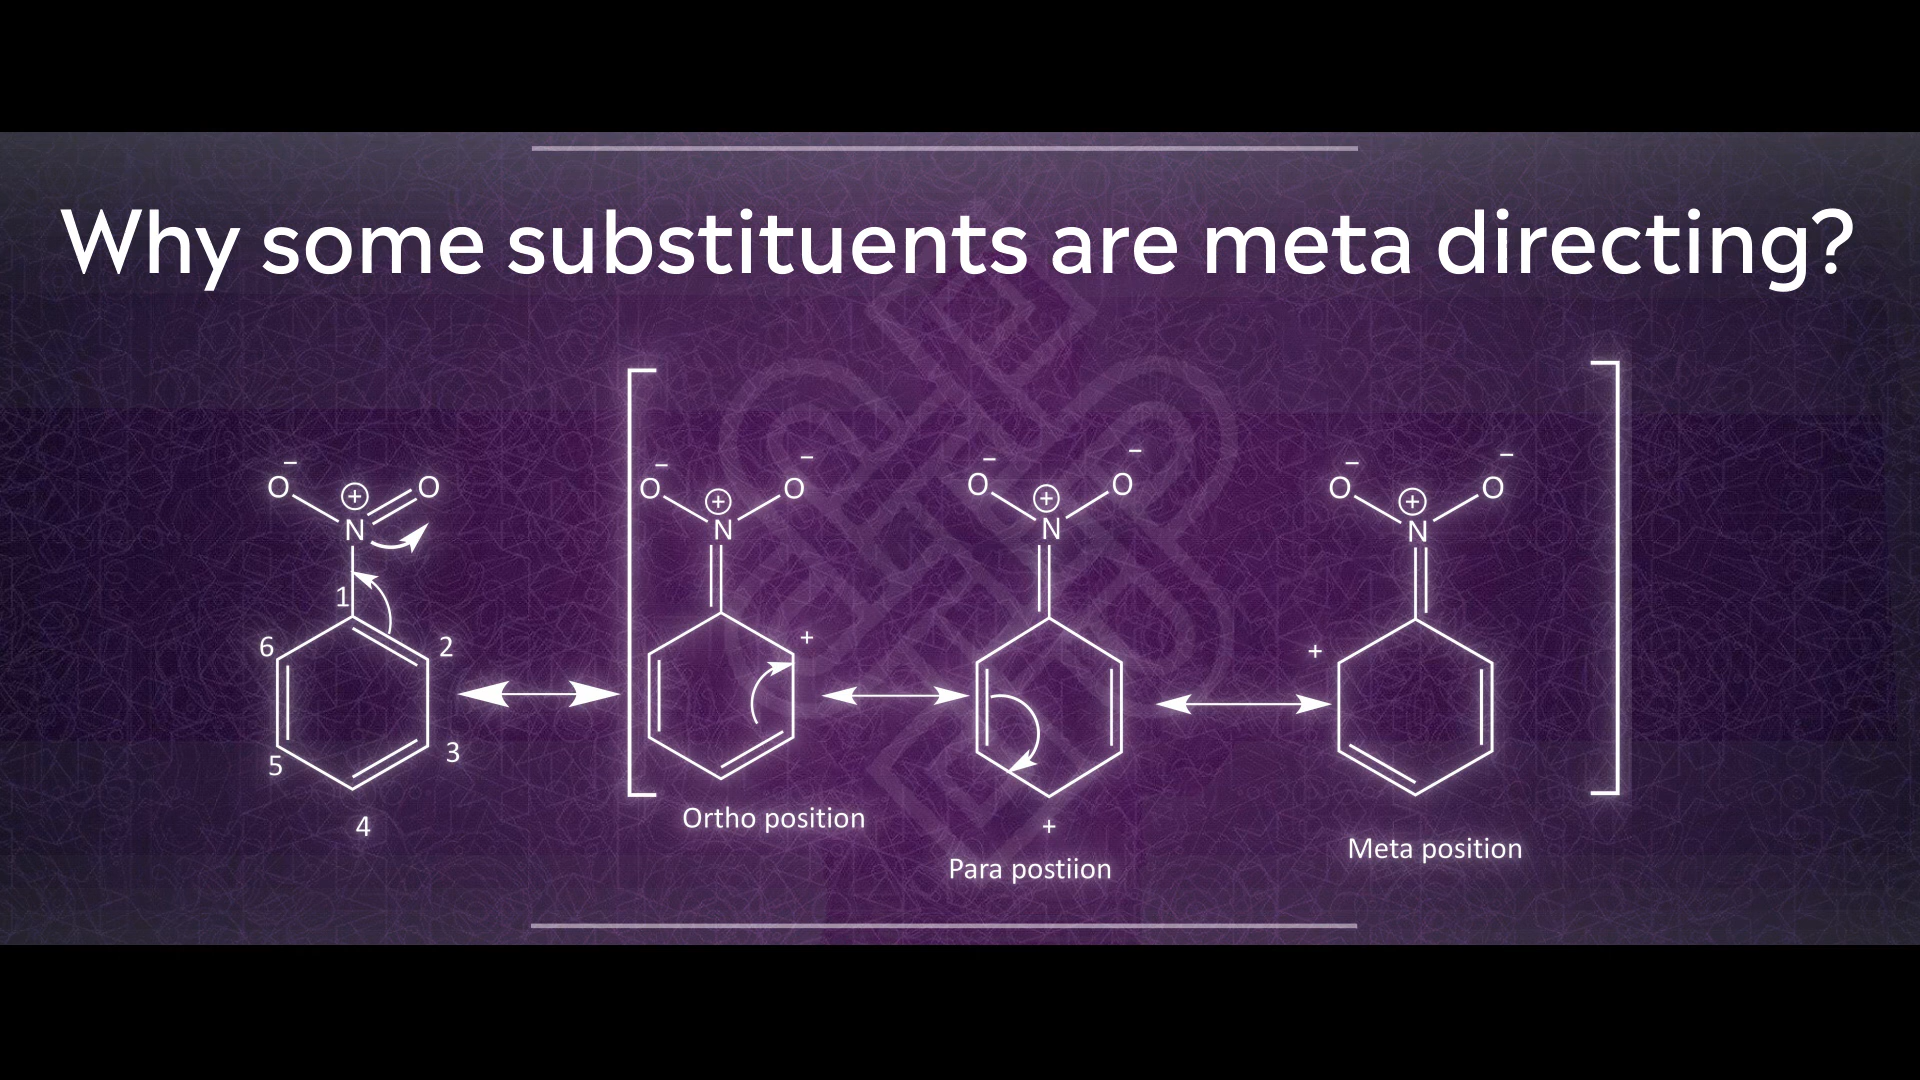 Why some substituents are meta directing?
− O ⊕ N O
1
6 2
5 3
4
− O ⊕ N O −
+
Ortho position
− O ⊕ N O −
+
Para postiion
− O ⊕ N O −
+
Meta position